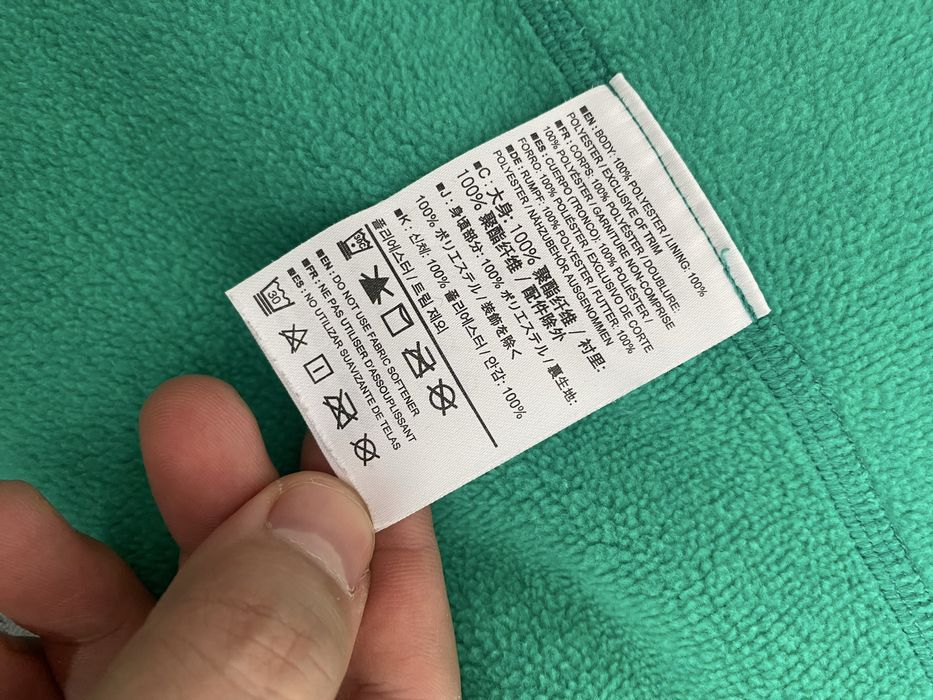 ■EN: BODY: 100% POLYESTER / LINING: 100%
POLYESTER / EXCLUSIVE OF TRIM
■FR: CORPS: 100% POLYÉSTER / DOUBLURE:
100% POLYÉSTER / GARNITURE NON-COMPRISE
■ES: CUERPO (TRONCO): 100% POLIÉSTER /
FORRO: 100% POLIÉSTER / EXCLUSIVO DE CORTE
■DE: RUMPF: 100% POLYESTER / FUTTER: 100%
POLYESTER / NÄHZUBEHÖR AUSGENOMMEN
■C: 大身: 100% 聚酯纤维 / 衬里:
100% 聚酯纤维 / 配件除外
■J: 身頃部分: 100% ポリエステル / 裏生地:
100% ポリエステル / 装飾を除く
■K: 신체: 100% 폴리에스터 / 안감: 100%
폴리에스터 / 트림 제외
30
■EN: DO NOT USE FABRIC SOFTENER
■FR: NE PAS UTILISER D'ASSOUPLISSANT
■ES: NO UTILIZAR SUAVIZANTE DE TELAS
30